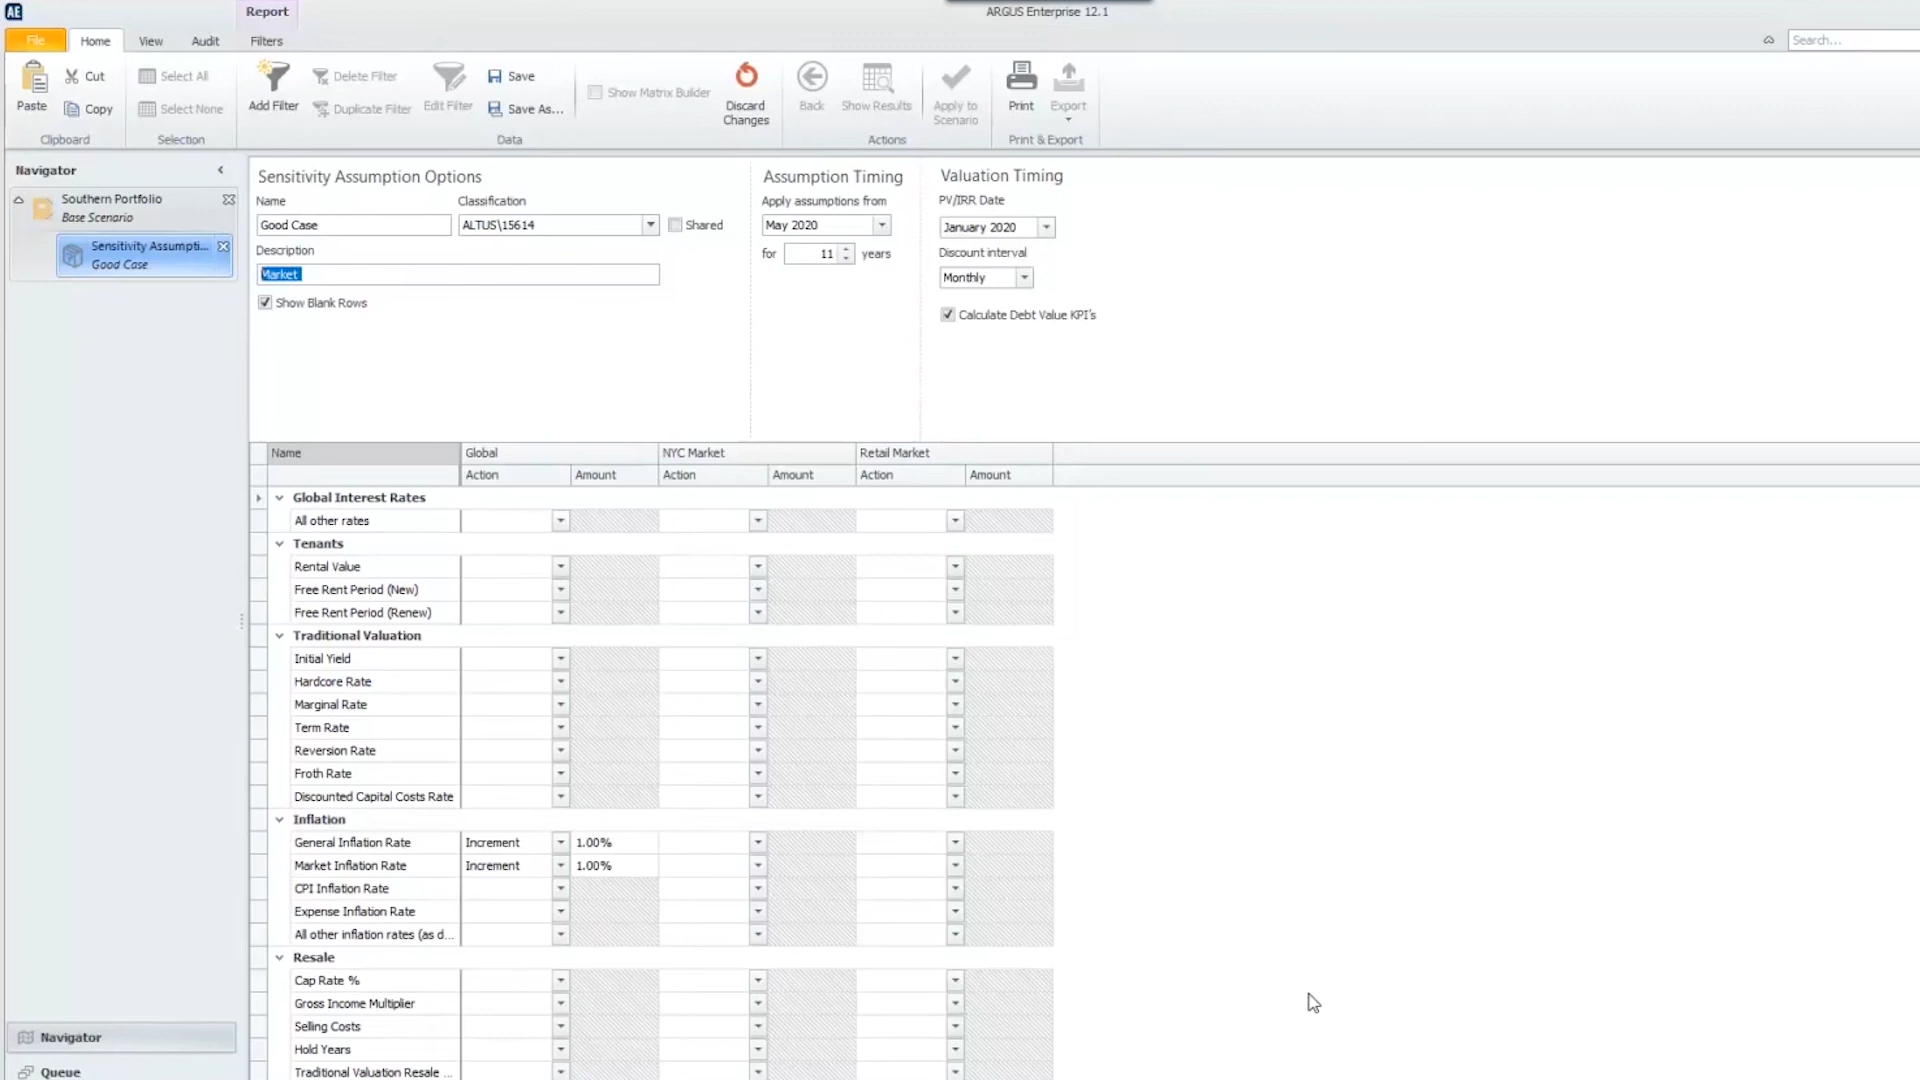 AE Report ARGUS Enterprise 12.1
File Home View Audit Filters Search...
Paste Cut Copy Clipboard
Select All Select None Selection
Add Filter Delete Filter Duplicate Filter Edit Filter Save Save As... Data
Show Matrix Builder Discard Changes
Back Show Results Apply to Scenario Actions
Print Export Print & Export
Navigator
Southern Portfolio
Base Scenario
Sensitivity Assumpti...
Good Case
Sensitivity Assumption Options
Name Classification
Good Case ALTUS\15614 Shared
Description
Market
Show Blank Rows
Assumption Timing
Apply assumptions from
May 2020
for 11 years
Valuation Timing
PV/IRR Date
January 2020
Discount interval
Monthly
Calculate Debt Value KPI's
Name Global NYC Market Retail Market
Action Amount Action Amount Action Amount
Global Interest Rates
All other rates
Tenants
Rental Value
Free Rent Period (New)
Free Rent Period (Renew)
Traditional Valuation
Initial Yield
Hardcore Rate
Marginal Rate
Term Rate
Reversion Rate
Froth Rate
Discounted Capital Costs Rate
Inflation
General Inflation Rate Increment 1.00%
Market Inflation Rate Increment 1.00%
CPI Inflation Rate
Expense Inflation Rate
All other inflation rates (as d...
Resale
Cap Rate %
Gross Income Multiplier
Selling Costs
Hold Years
Traditional Valuation Resale ...
Navigator
Queue